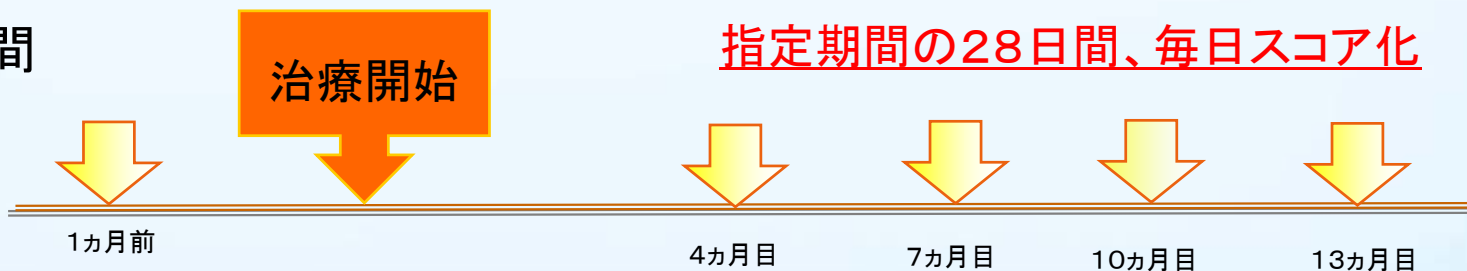 間
指定期間の28日間、毎日スコア化
治療開始
1ヵ月前
4ヵ月目
7ヵ月目
10ヵ月目
13ヵ月目